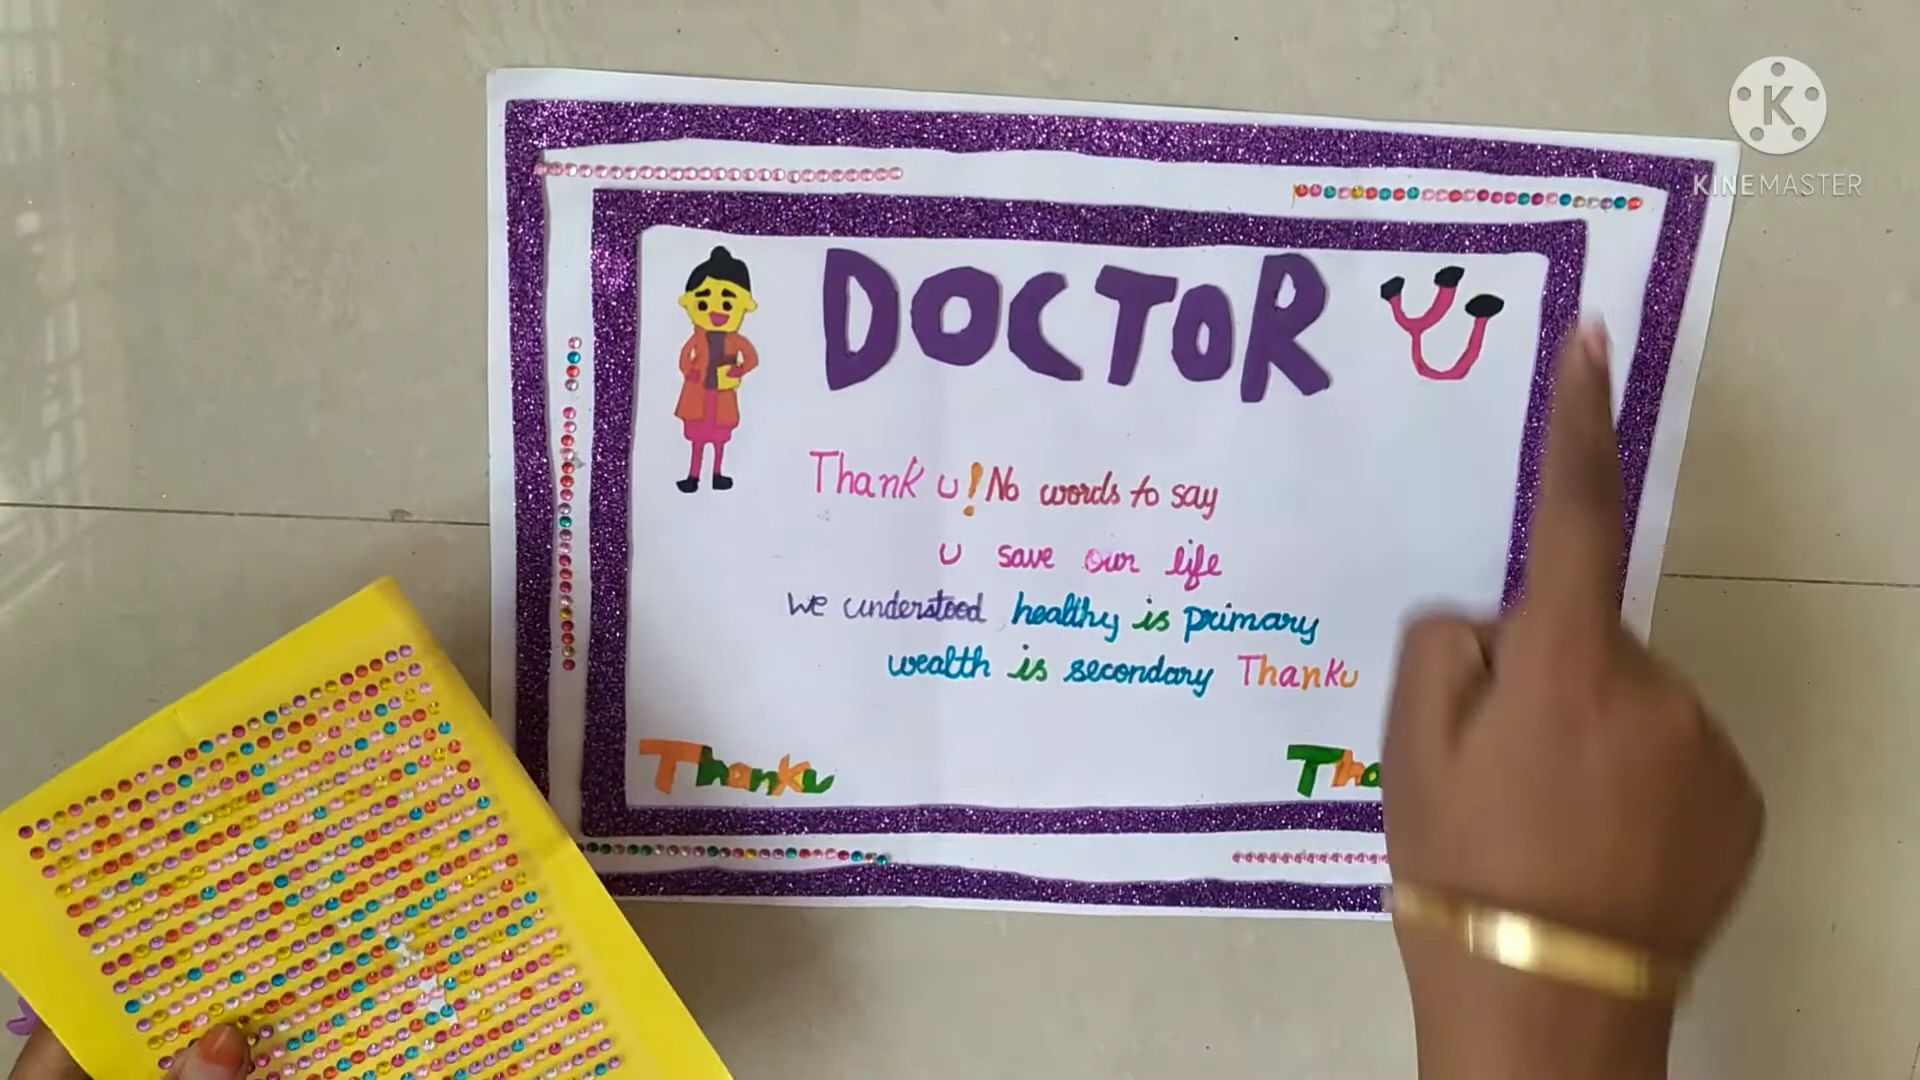 K
KINEMASTER
DOCTOR
Thank u! No words to say
u save our life
We understood healthy is primary
wealth is secondary Thanku
Thanku